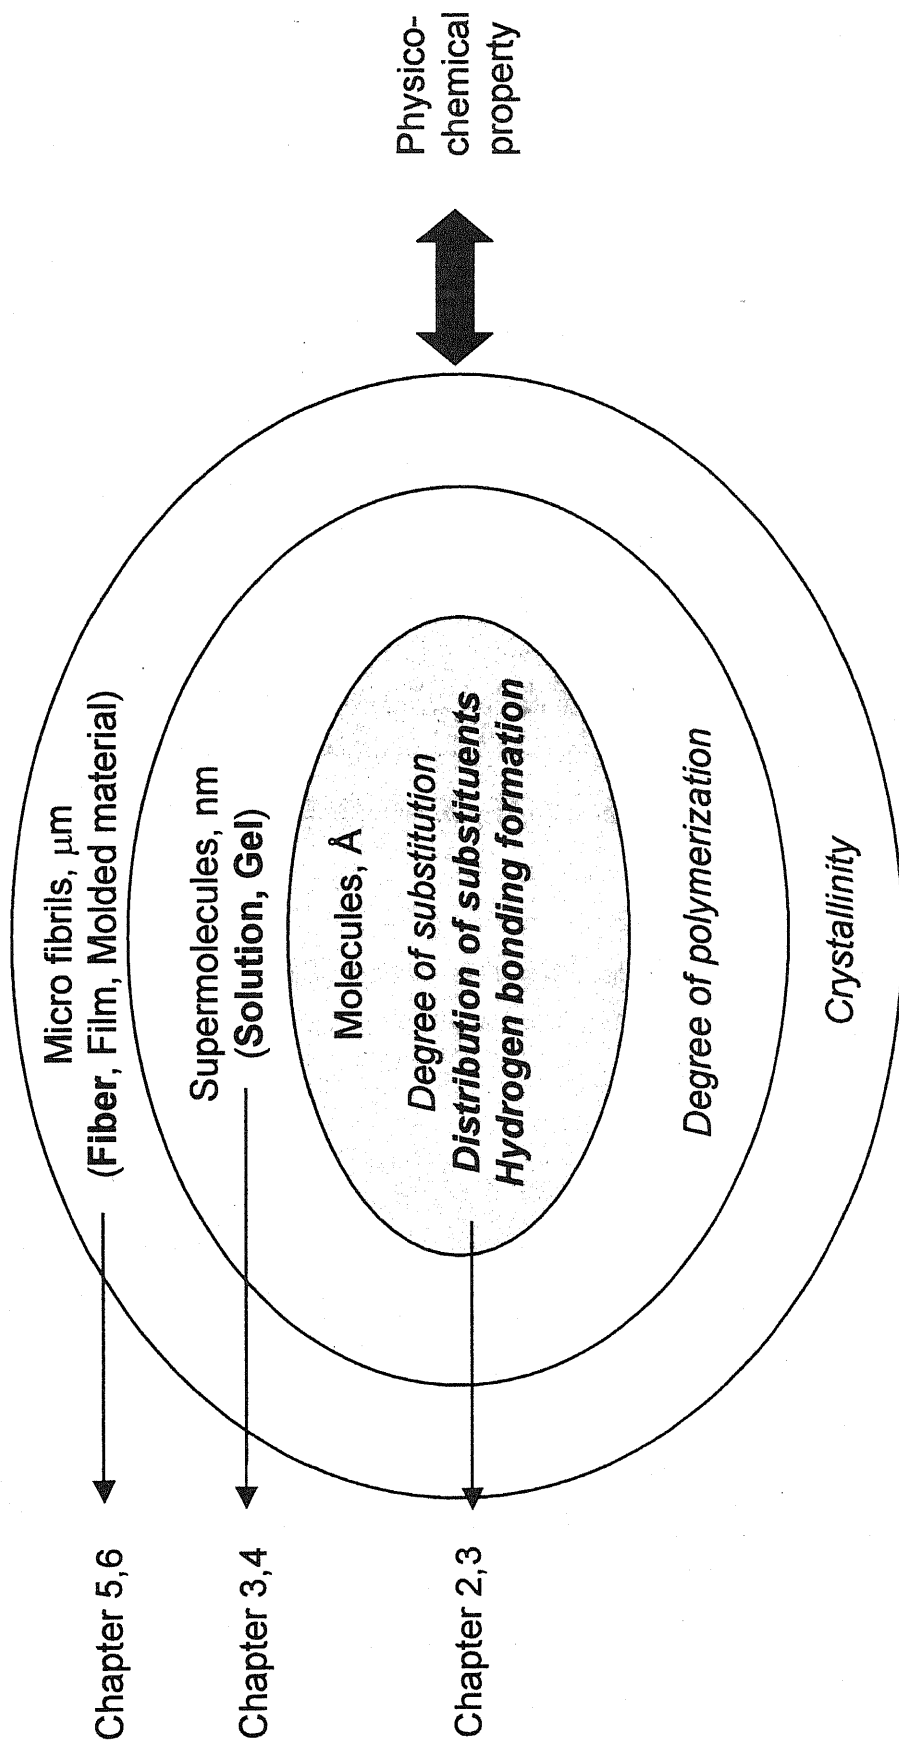 Chapter 5,6
Micro fibrils, μm
(Fiber, Film, Molded material)
Chapter 3,4
Supermolecules, nm
(Solution, Gel)
Chapter 2,3
Molecules, Å
Degree of substitution
Distribution of substituents
Hydrogen bonding formation
Degree of polymerization
Crystallinity
Physico-
chemical
property